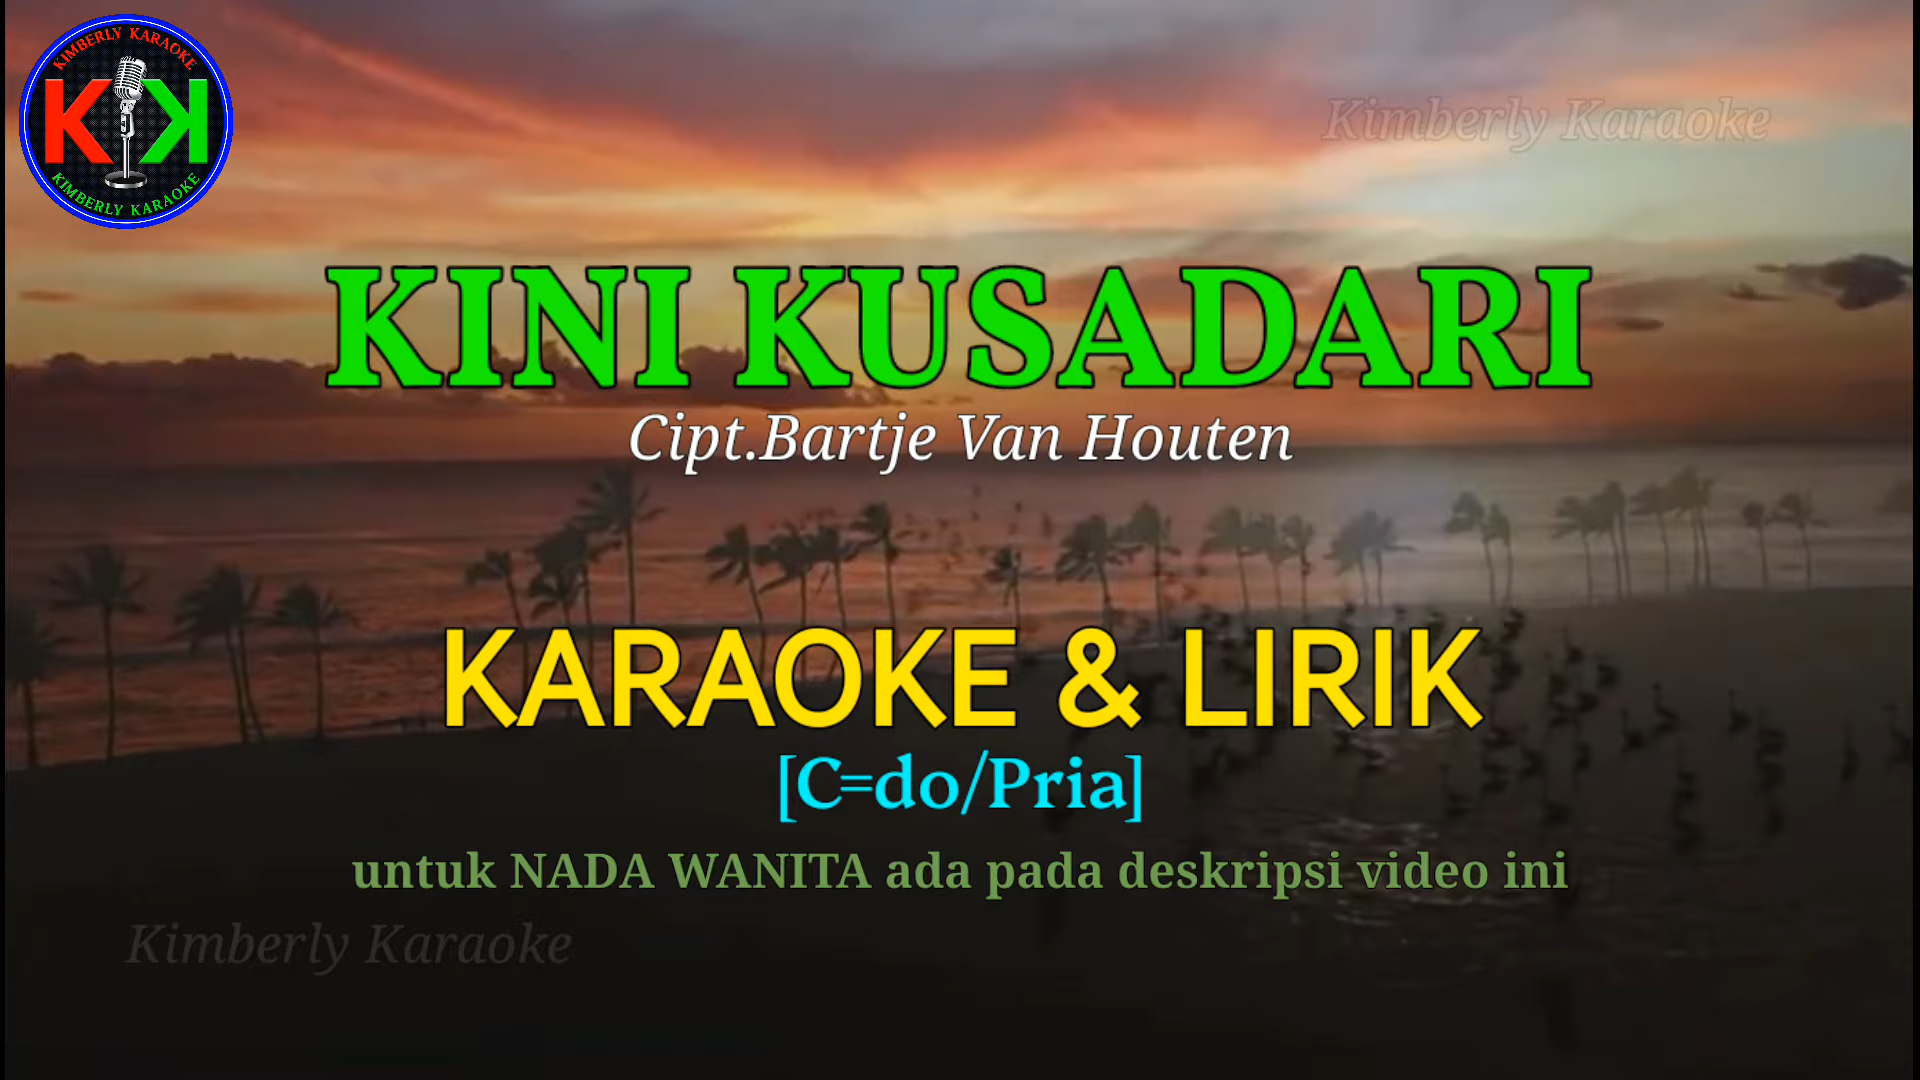 KIMBERLY KARAOKE
KK
KIMBERLY KARAOKE
Kimberly Karaoke
KINI KUSADARI
Cipt.Bartje Van Houten
KARAOKE & LIRIK
[C=do/Pria]
untuk NADA WANITA ada pada deskripsi video ini
Kimberly Karaoke